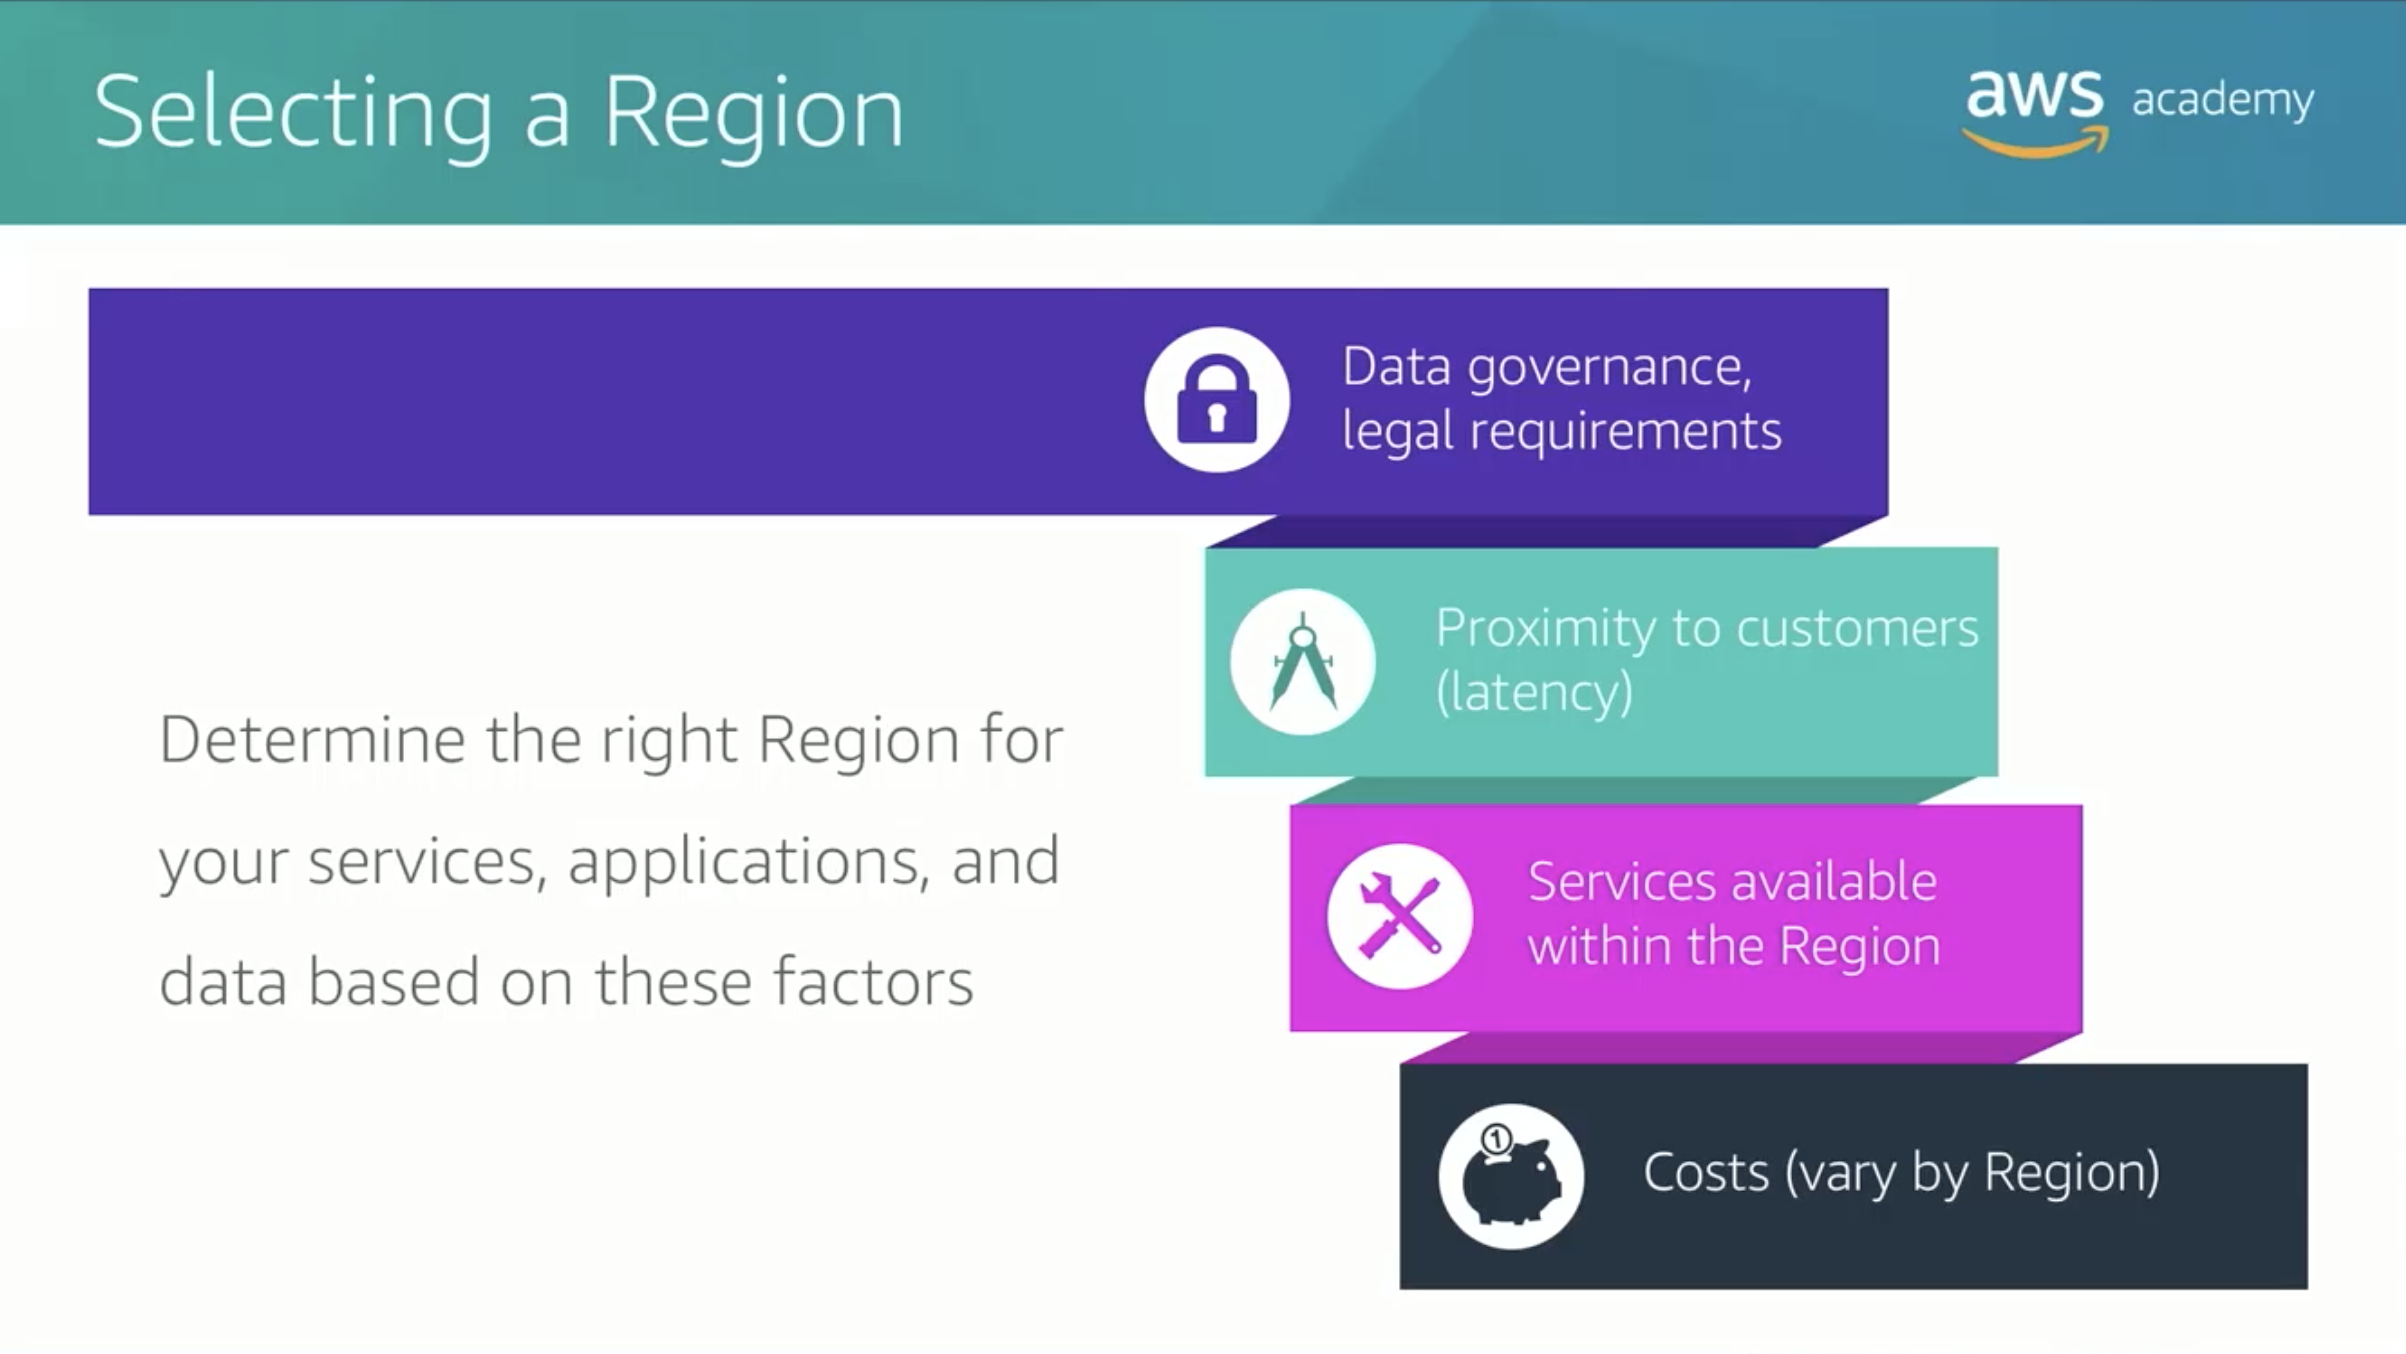 Selecting a Region
aws academy
Data governance,
legal requirements
Proximity to customers
(latency)
Determine the right Region for
your services, applications, and
data based on these factors
Services available
within the Region
1
Costs (vary by Region)